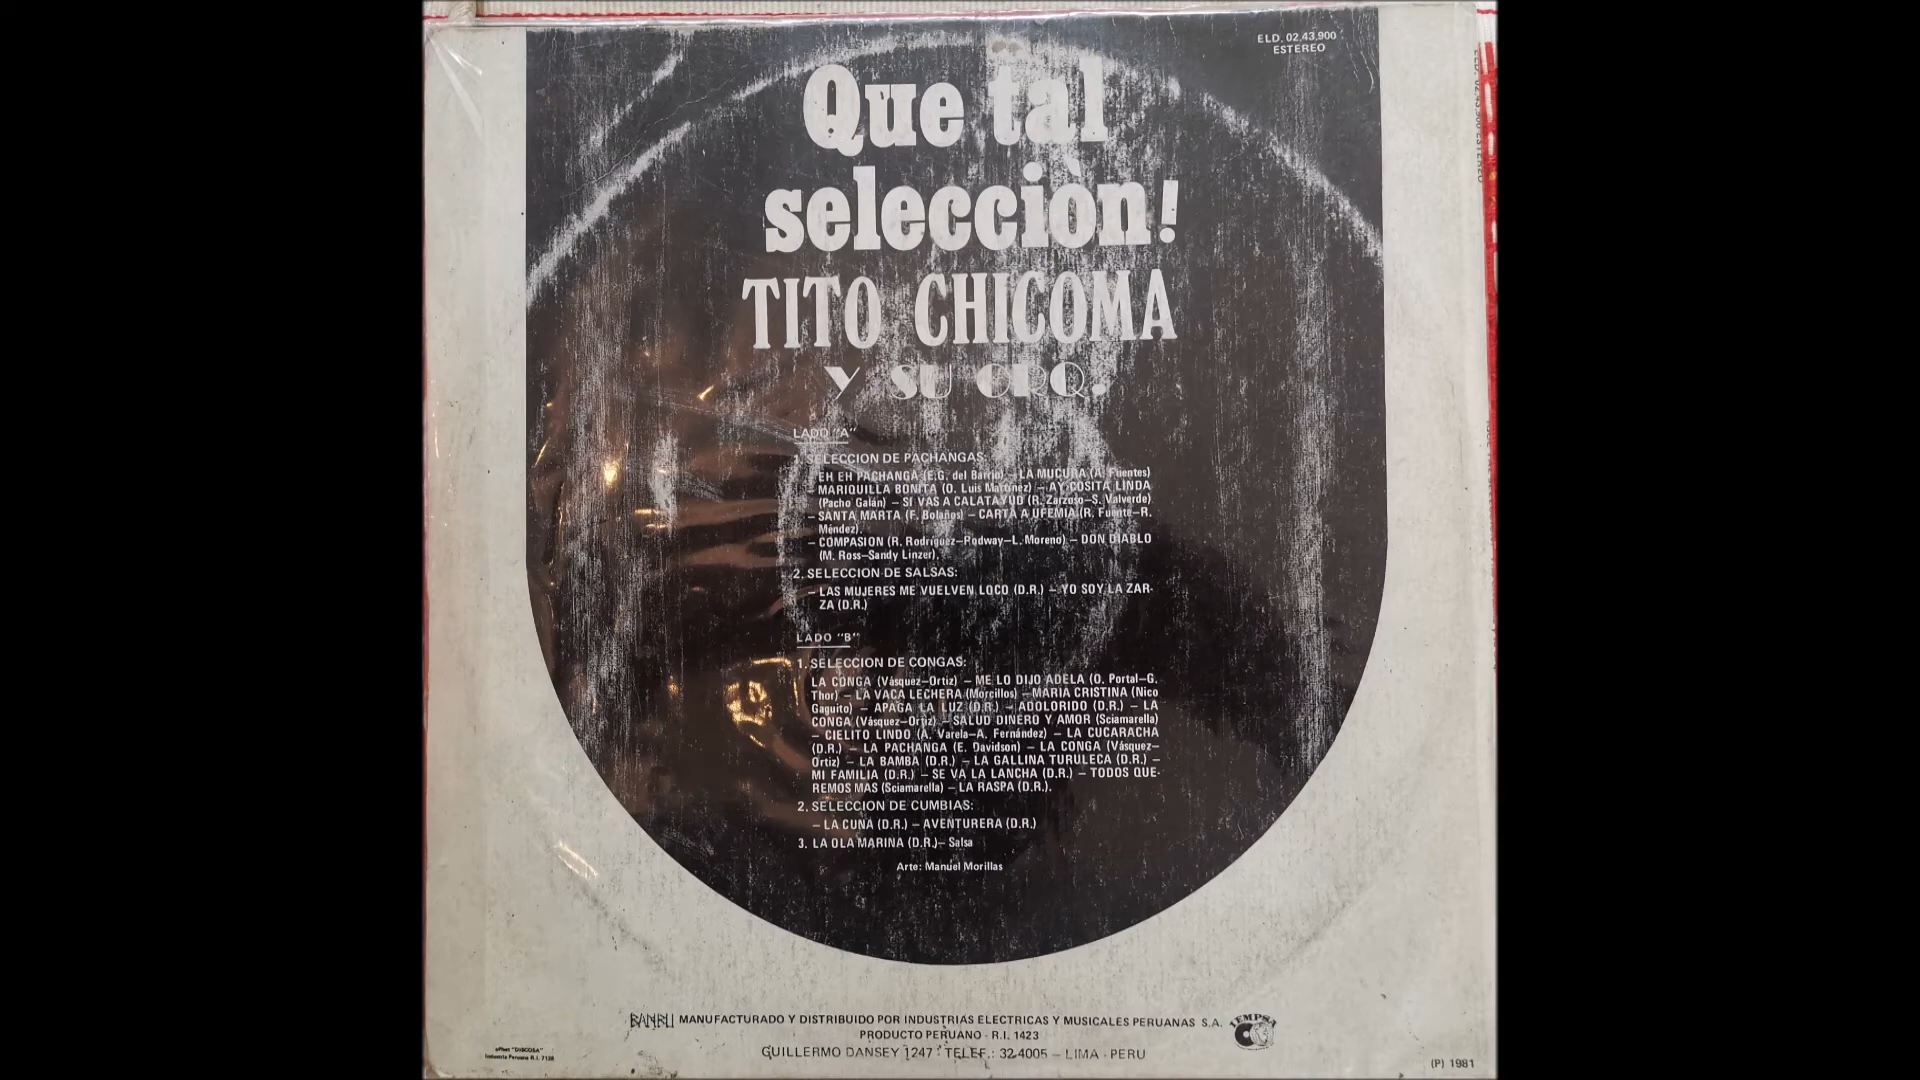 ELD. 02.43.900
ESTEREO
Que tal
selecciòn!
TITO CHICOMA
Y SU ORQ.
LADO "A"
1. SELECCION DE PACHANGAS:
EH EH PACHANGA (E.G. del Barrio) – LA MUCURA (A. Fuentes)
– MARIQUILLA BONITA (O. Luis Martínez) – AY COSITA LINDA
(Pacho Galán) – SI VAS A CALATAYUD (R. Zarzoso–S. Valverde)
– SANTA MARTA (F. Bolaños) – CARTA A UFEMIA (R. Fuente–R.
Méndez).
– COMPASION (R. Rodríguez–Podway–L. Moreno) – DON DIABLO
(M. Ross–Sandy Linzer).
2. SELECCION DE SALSAS:
– LAS MUJERES ME VUELVEN LOCO (D.R.) – YO SOY LA ZAR-
ZA (D.R.)
LADO "B"
1. SELECCION DE CONGAS:
LA CONGA (Vásquez–Ortiz) – ME LO DIJO ADELA (O. Portal–G.
Thor) – LA VACA LECHERA (Morcillos) – MARIA CRISTINA (Nico
Gaguito) – APAGA LA LUZ (D.R.) – ADOLORIDO (D.R.) – LA
CONGA (Vásquez–Ortiz) – SALUD DINERO Y AMOR (Sciamarella)
– CIELITO LINDO (A. Varela–A. Fernández) – LA CUCARACHA
(D.R.) – LA PACHANGA (E. Davidson) – LA CONGA (Vásquez–
Ortiz) – LA BAMBA (D.R.) – LA GALLINA TURULECA (D.R.) –
MI FAMILIA (D.R.) – SE VA LA LANCHA (D.R.) – TODOS QUE-
REMOS MAS (Sciamarella) – LA RASPA (D.R.).
2. SELECCION DE CUMBIAS:
– LA CUNA (D.R.) – AVENTURERA (D.R.)
3. LA OLA MARINA (D.R.)– Salsa
Arte: Manuel Morillas
MANUFACTURADO Y DISTRIBUIDO POR INDUSTRIAS ELECTRICAS Y MUSICALES PERUANAS S.A. IEMPSA
PRODUCTO PERUANO - R.I. 1423
GUILLERMO DANSEY 1247 - TELEF.: 32-4005 – LIMA - PERU
offset "DISCOSA"
Industria Peruana R.I. 7128
(P) 1981